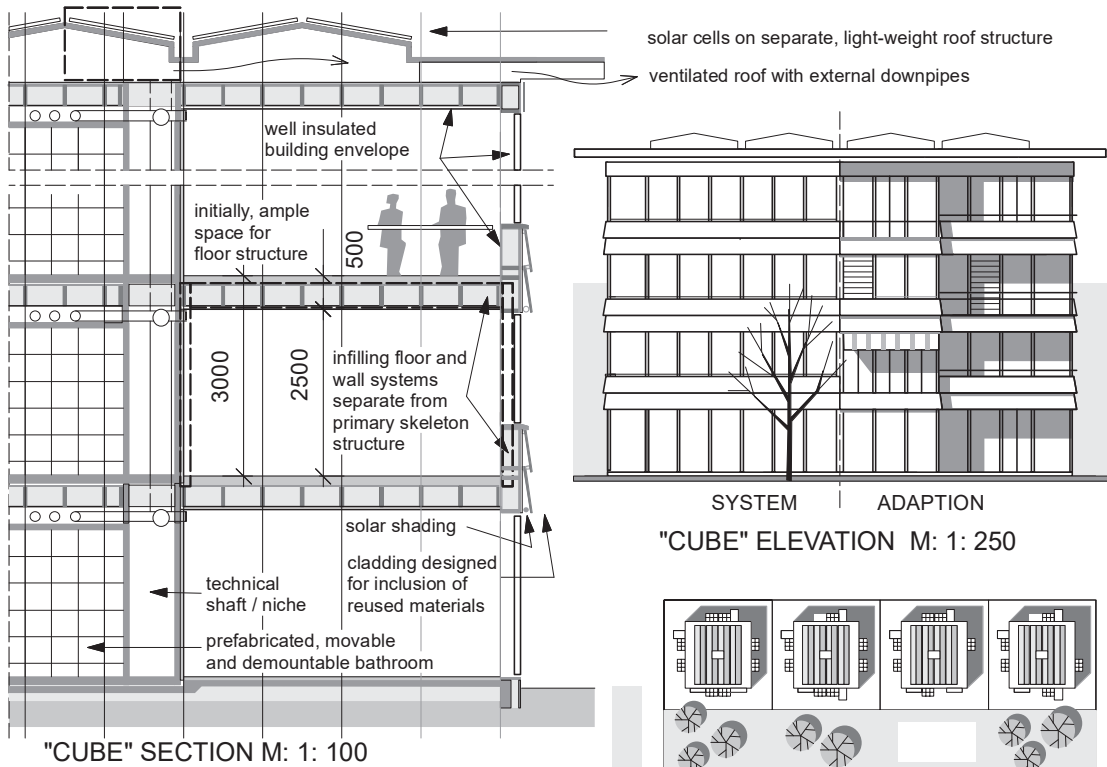 solar cells on separate, light-weight roof structure
ventilated roof with external downpipes
well insulated
building envelope
initially, ample
space for
floor structure
500
3000
2500
infilling floor and
wall systems
separate from
primary skeleton
structure
solar shading
cladding designed
for inclusion of
reused materials
technical
shaft / niche
prefabricated, movable
and demountable bathroom
"CUBE" SECTION M: 1: 100
SYSTEM
ADAPTION
"CUBE" ELEVATION M: 1: 250